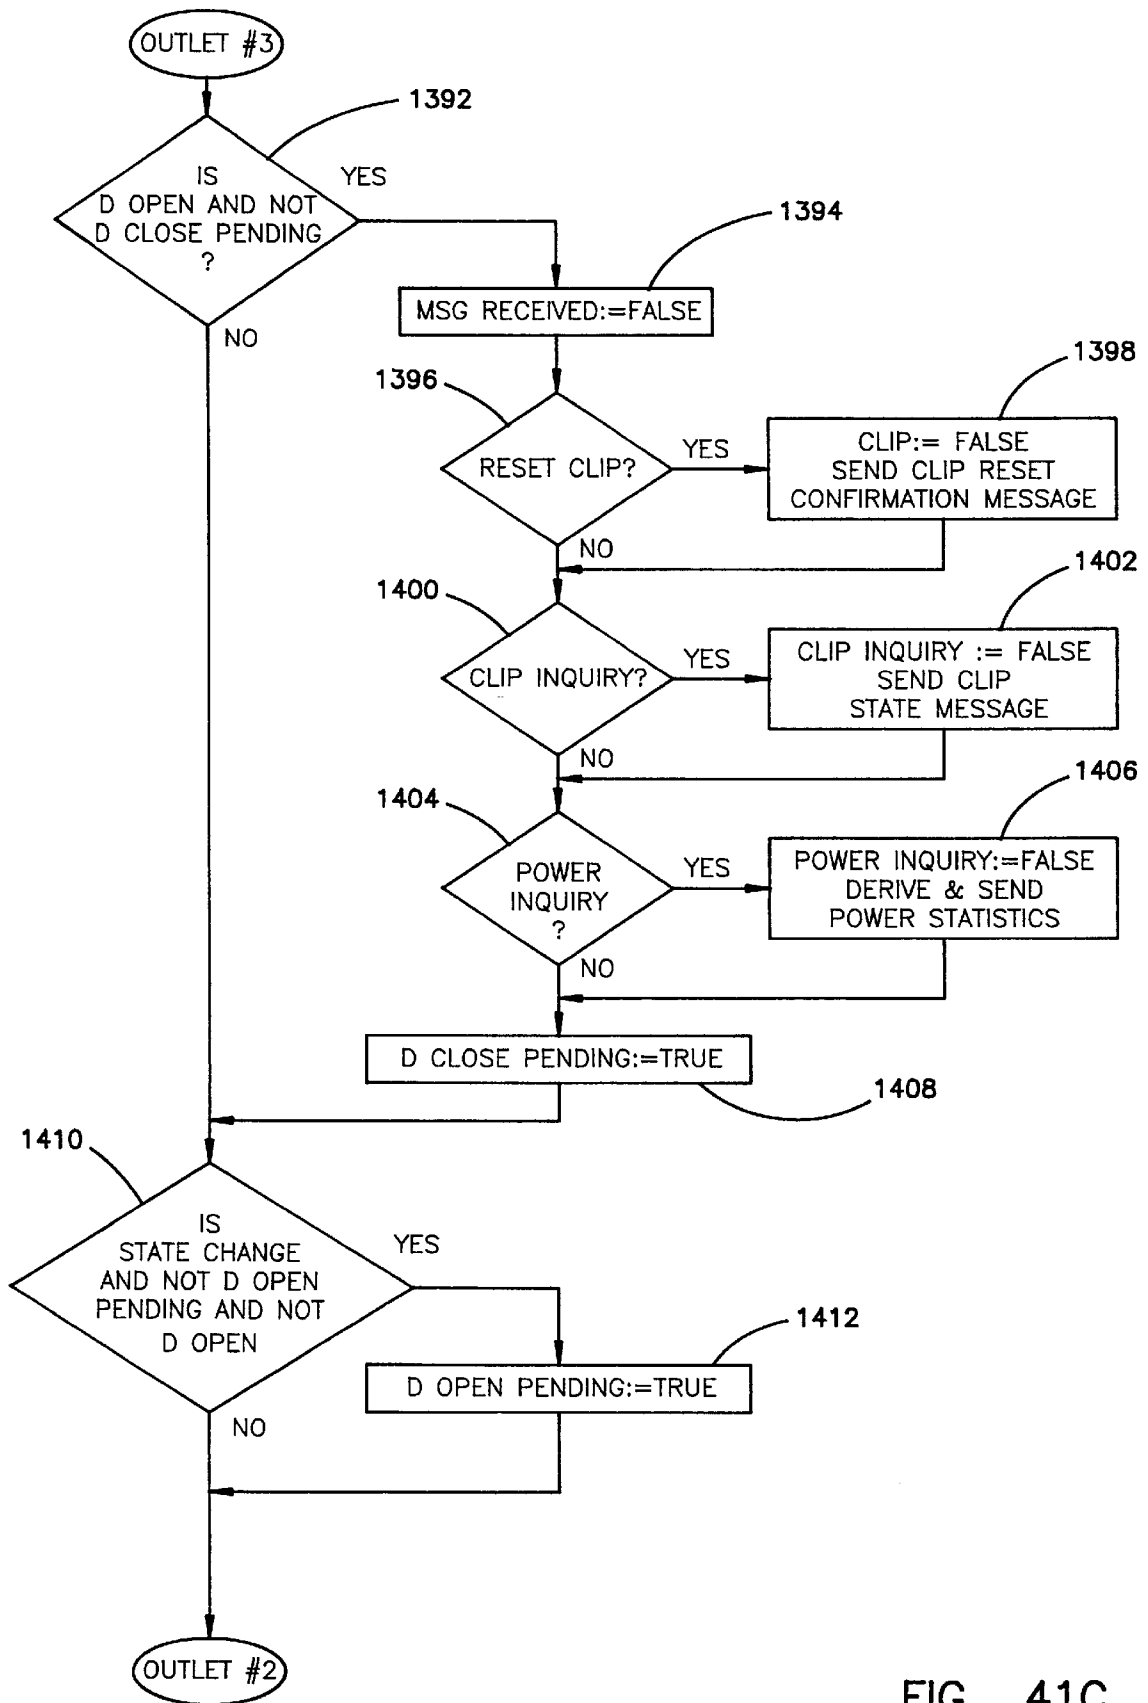 OUTLET #3
1392
IS
D OPEN AND NOT
D CLOSE PENDING
?
YES
NO
1394
MSG RECEIVED:=FALSE
1396
RESET CLIP?
YES
NO
1398
CLIP:= FALSE
SEND CLIP RESET
CONFIRMATION MESSAGE
1400
CLIP INQUIRY?
YES
NO
1402
CLIP INQUIRY := FALSE
SEND CLIP
STATE MESSAGE
1404
POWER
INQUIRY
?
YES
NO
1406
POWER INQUIRY:=FALSE
DERIVE & SEND
POWER STATISTICS
D CLOSE PENDING:=TRUE
1408
1410
IS
STATE CHANGE
AND NOT D OPEN
PENDING AND NOT
D OPEN
YES
NO
1412
D OPEN PENDING:=TRUE
OUTLET #2
FIG. 41C